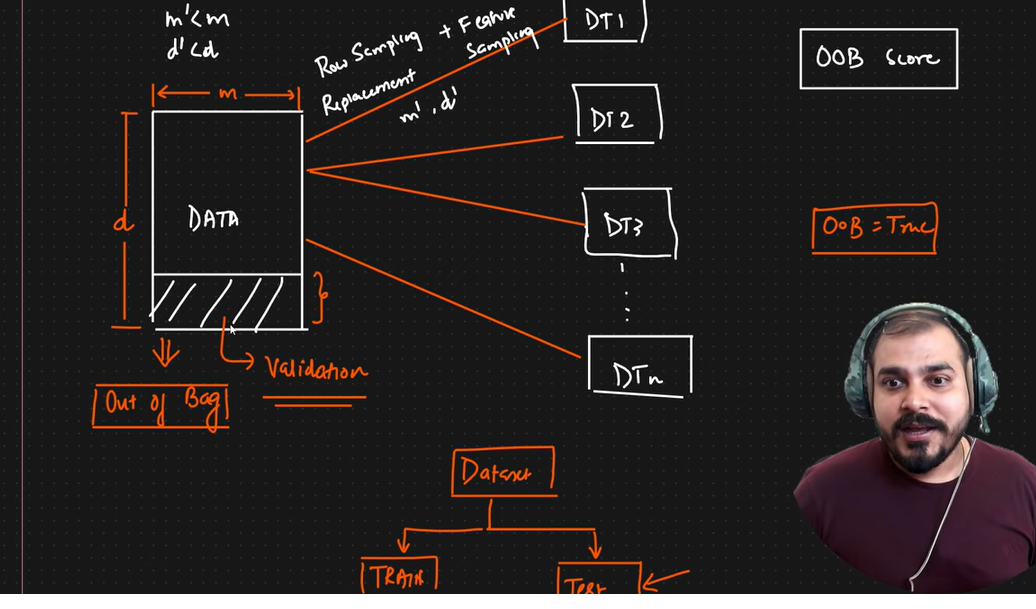 m' < m
d' < d
Row Sampling + Feature Sampling
Replacement
m', d'
DT1
OOB Score
m
DT2
d
DATA
DT3
OOB = True
Validation
DTn
Out of Bag
Dataset
TRAIN
Test